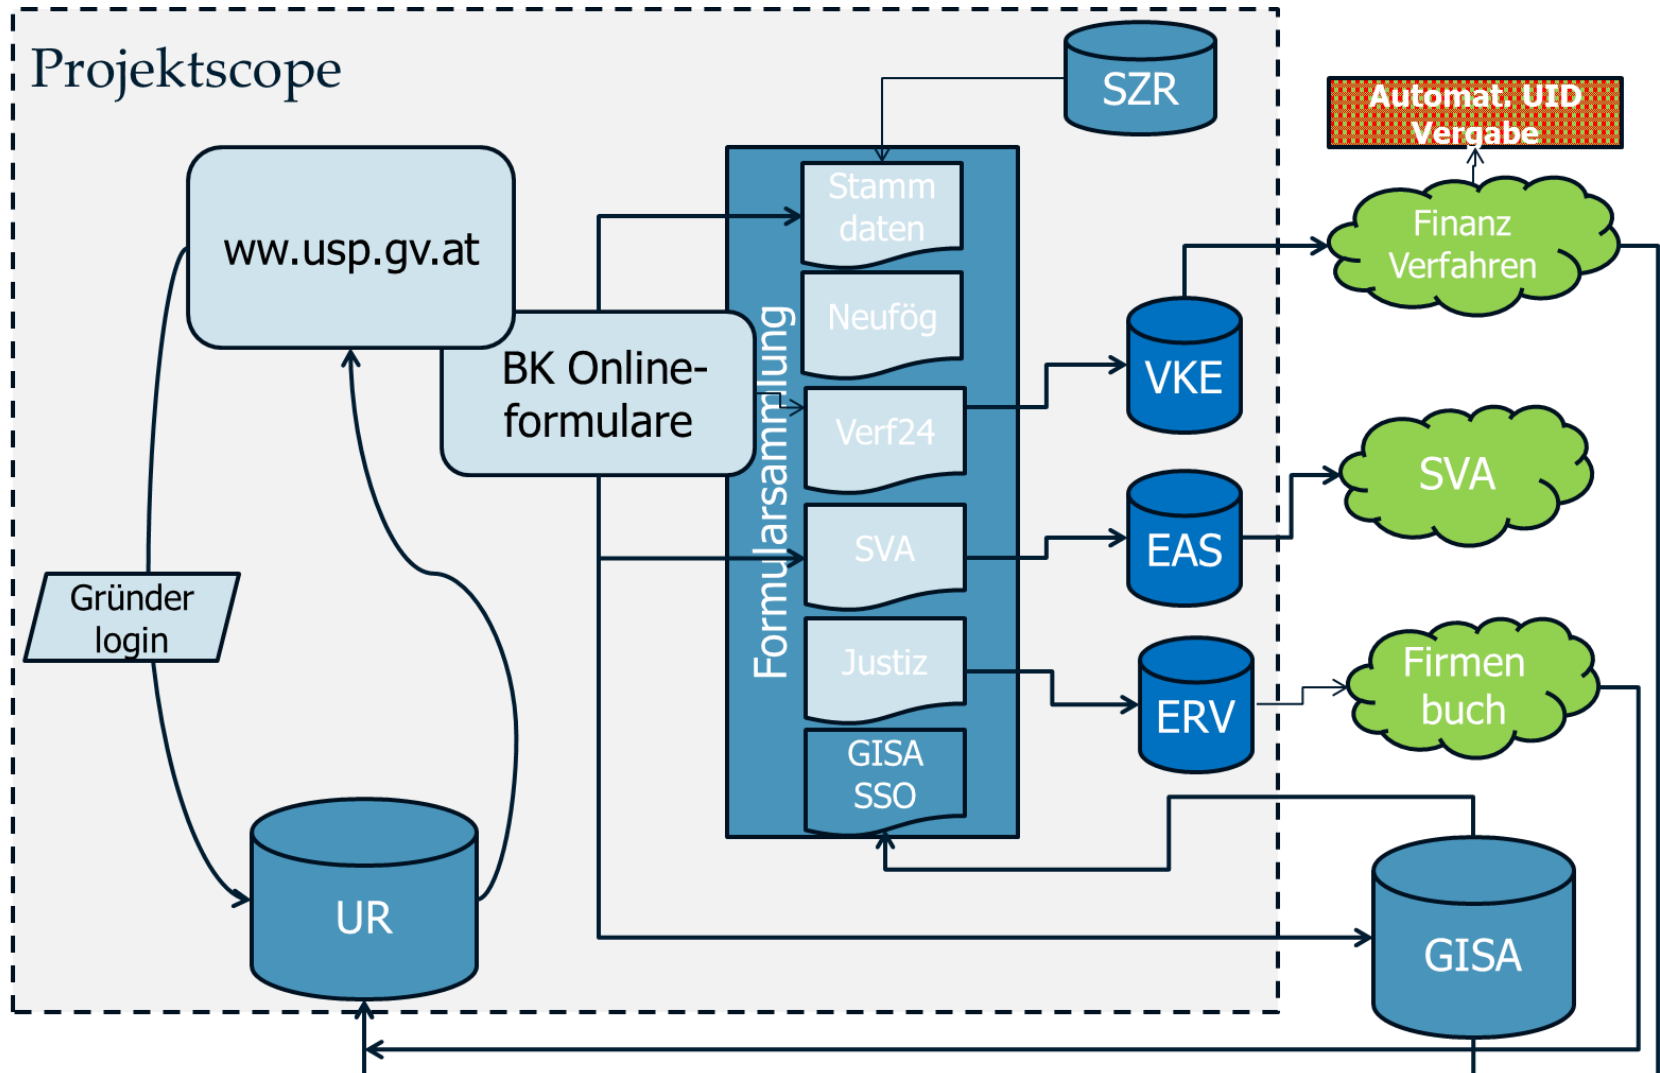 Projektscope
SZR
Automat. UID
Vergabe
ww.usp.gv.at
Stamm
daten
Finanz
Verfahren
Neufög
BK Online-
formulare
Formularsammlung
VKE
Verf24
SVA
SVA
EAS
Gründer
login
Justiz
ERV
Firmen
buch
GISA
SSO
UR
GISA